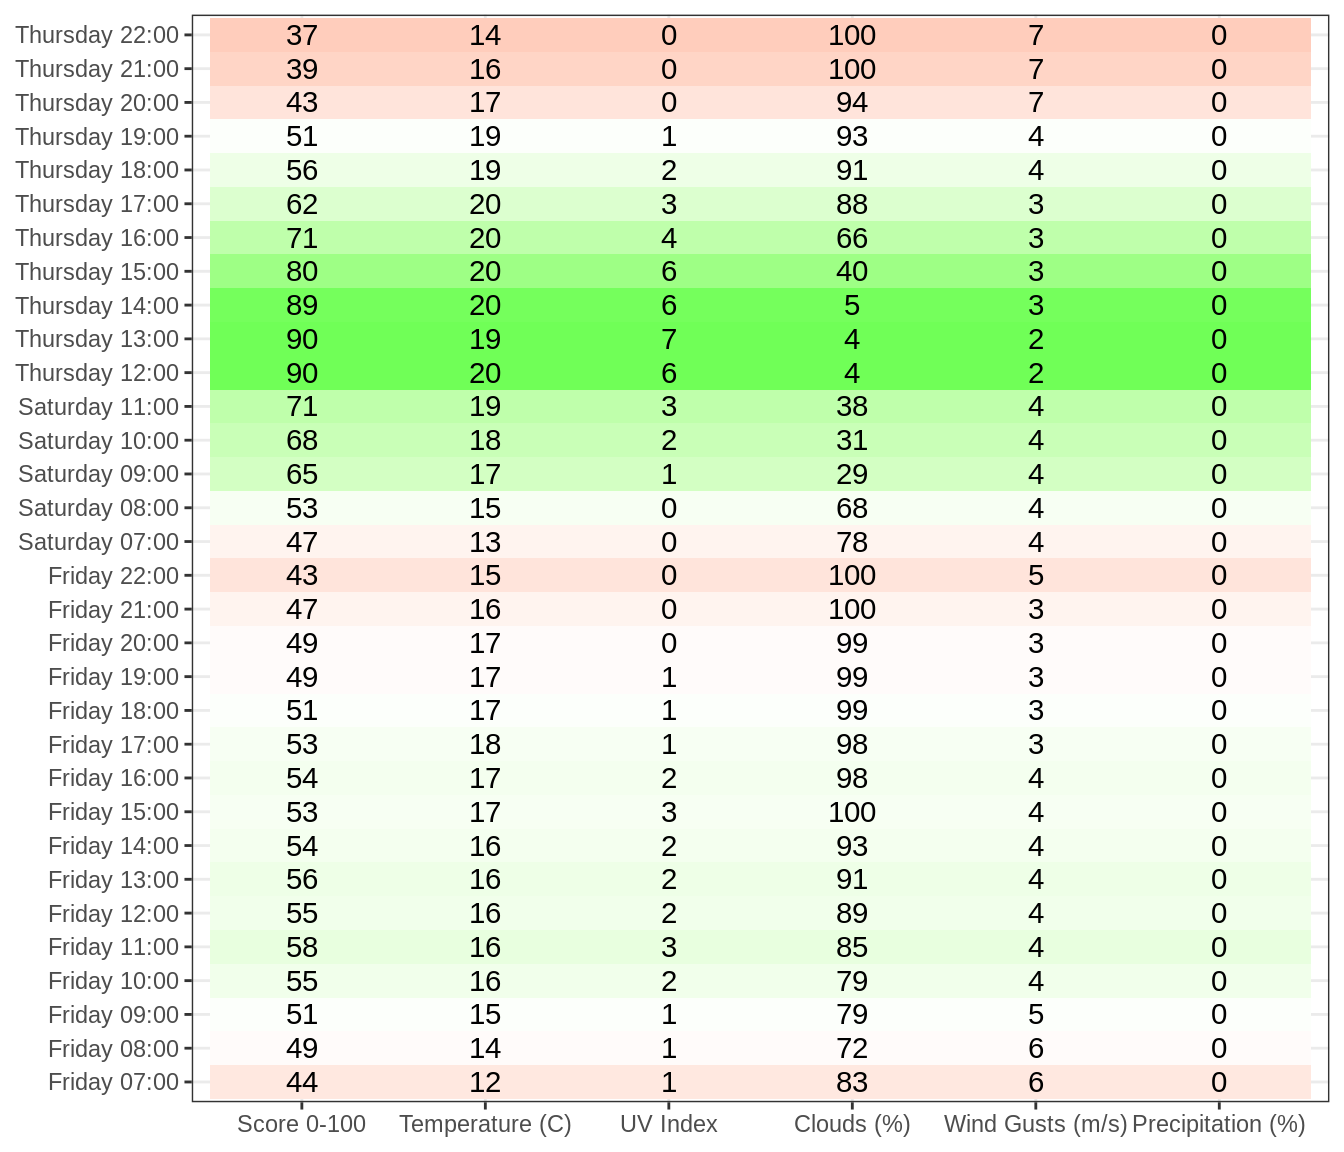 Thursday 22:00 37 14 0 100 7 0
Thursday 21:00 39 16 0 100 7 0
Thursday 20:00 43 17 0 94 7 0
Thursday 19:00 51 19 1 93 4 0
Thursday 18:00 56 19 2 91 4 0
Thursday 17:00 62 20 3 88 3 0
Thursday 16:00 71 20 4 66 3 0
Thursday 15:00 80 20 6 40 3 0
Thursday 14:00 89 20 6 5 3 0
Thursday 13:00 90 19 7 4 2 0
Thursday 12:00 90 20 6 4 2 0
Saturday 11:00 71 19 3 38 4 0
Saturday 10:00 68 18 2 31 4 0
Saturday 09:00 65 17 1 29 4 0
Saturday 08:00 53 15 0 68 4 0
Saturday 07:00 47 13 0 78 4 0
Friday 22:00 43 15 0 100 5 0
Friday 21:00 47 16 0 100 3 0
Friday 20:00 49 17 0 99 3 0
Friday 19:00 49 17 1 99 3 0
Friday 18:00 51 17 1 99 3 0
Friday 17:00 53 18 1 98 3 0
Friday 16:00 54 17 2 98 4 0
Friday 15:00 53 17 3 100 4 0
Friday 14:00 54 16 2 93 4 0
Friday 13:00 56 16 2 91 4 0
Friday 12:00 55 16 2 89 4 0
Friday 11:00 58 16 3 85 4 0
Friday 10:00 55 16 2 79 4 0
Friday 09:00 51 15 1 79 5 0
Friday 08:00 49 14 1 72 6 0
Friday 07:00 44 12 1 83 6 0
Score 0-100 Temperature (C) UV Index Clouds (%) Wind Gusts (m/s) Precipitation (%)